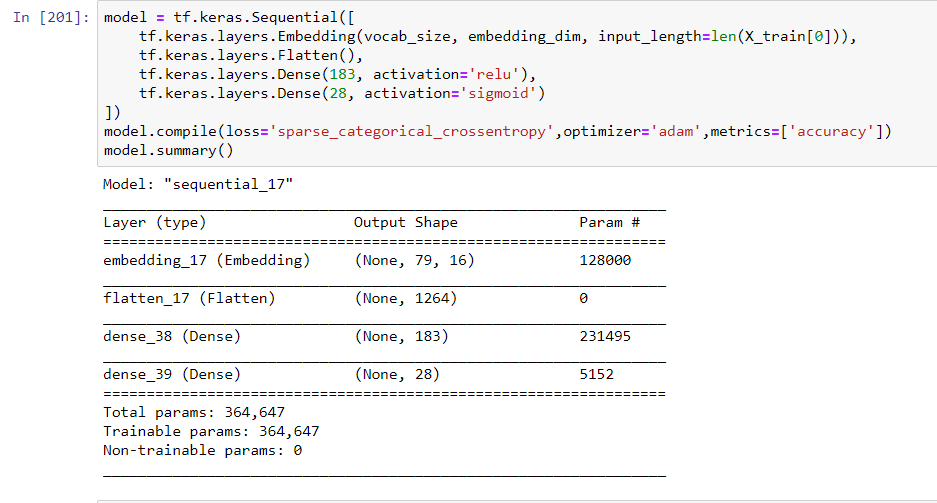 In [201]: model = tf.keras.Sequential([
tf.keras.layers.Embedding(vocab_size, embedding_dim, input_length=len(X_train[0])),
tf.keras.layers.Flatten(),
tf.keras.layers.Dense(183, activation='relu'),
tf.keras.layers.Dense(28, activation='sigmoid')
])
model.compile(loss='sparse_categorical_crossentropy',optimizer='adam',metrics=['accuracy'])
model.summary()
Model: "sequential_17"
_________________________________________________________________
Layer (type) Output Shape Param #
=================================================================
embedding_17 (Embedding) (None, 79, 16) 128000
_________________________________________________________________
flatten_17 (Flatten) (None, 1264) 0
_________________________________________________________________
dense_38 (Dense) (None, 183) 231495
_________________________________________________________________
dense_39 (Dense) (None, 28) 5152
=================================================================
Total params: 364,647
Trainable params: 364,647
Non-trainable params: 0
_________________________________________________________________